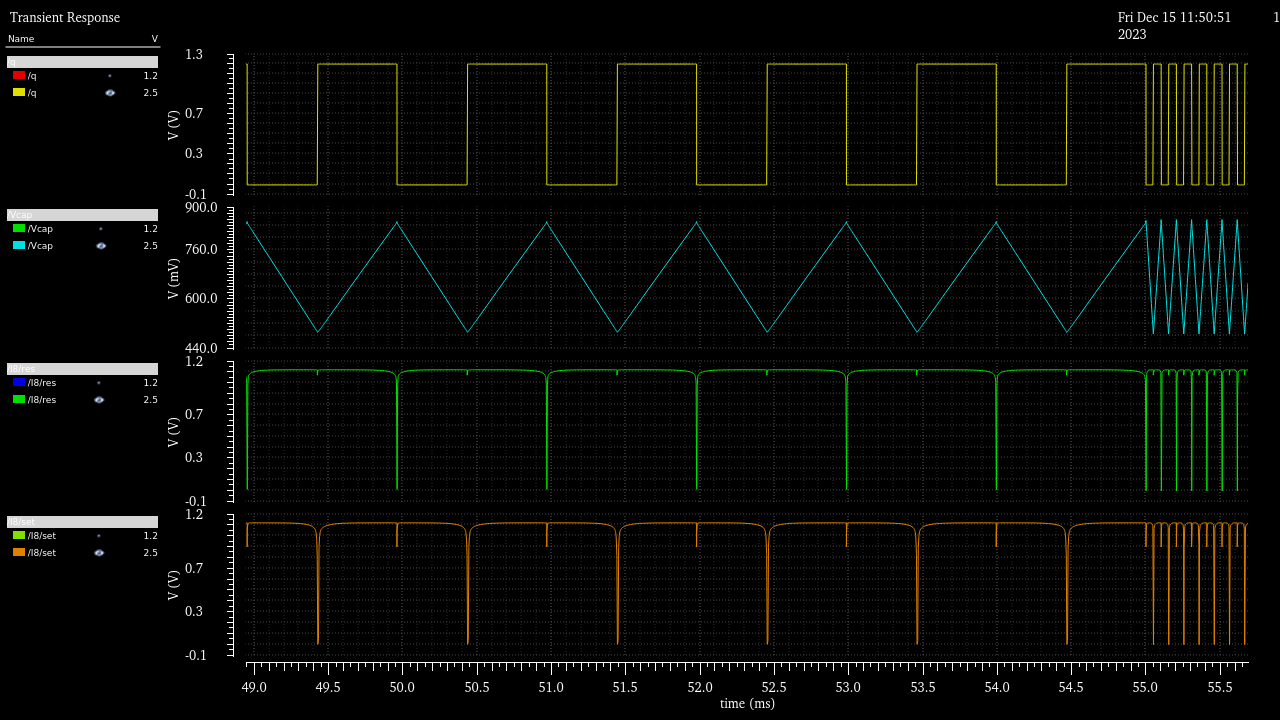 Transient Response
Fri Dec 15 11:50:51
2023
1
Name V
/q
/q 1.2
/q 2.5
1.3
0.7
0.3
-0.1
V (V)
/Vcap
/Vcap 1.2
/Vcap 2.5
900.0
760.0
600.0
440.0
V (mV)
/I8/res
/I8/res 1.2
/I8/res 2.5
1.2
0.7
0.3
-0.1
V (V)
/I8/set
/I8/set 1.2
/I8/set 2.5
1.2
0.7
0.3
-0.1
V (V)
49.0 49.5 50.0 50.5 51.0 51.5 52.0 52.5 53.0 53.5 54.0 54.5 55.0 55.5
time (ms)